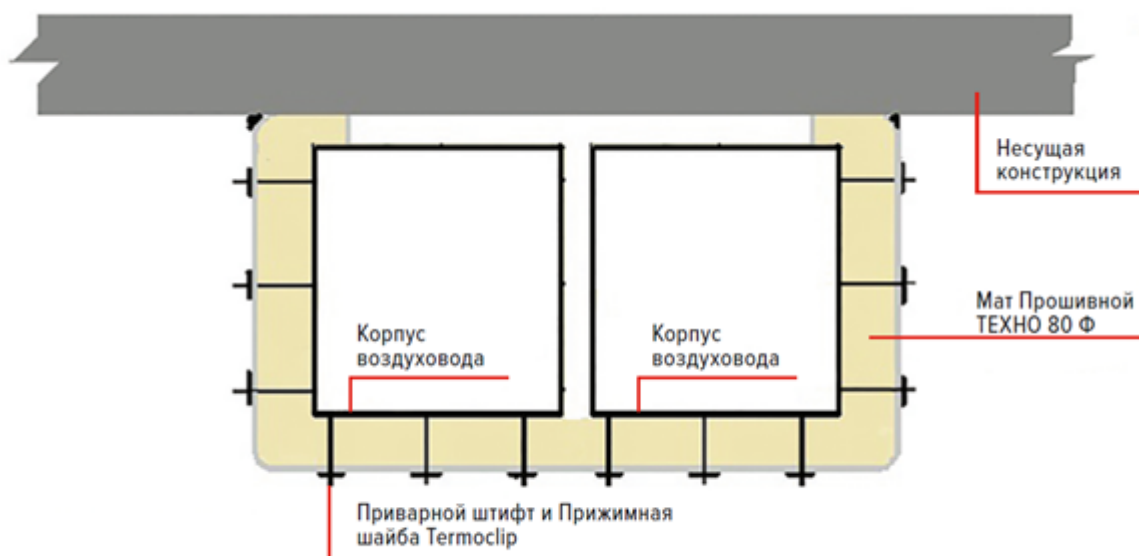 Несущая
конструкция
Мат Прошивной
ТЕХНО 80 Ф
Корпус
воздуховода
Корпус
воздуховода
Приварной штифт и Прижимная
шайба Termoclip